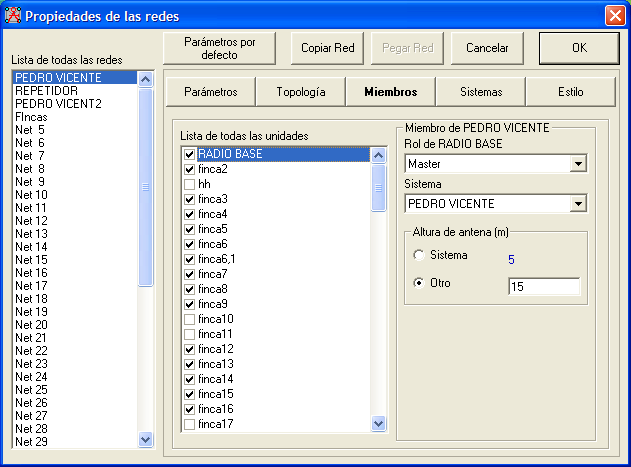 Propiedades de las redes
Parámetros por
defecto
Copiar Red
Pegar Red
Cancelar
OK
Lista de todas las redes
PEDRO VICENTE
REPETIDOR
PEDRO VICENT2
FIncas
Net 5
Net 6
Net 7
Net 8
Net 9
Net 10
Net 11
Net 12
Net 13
Net 14
Net 15
Net 16
Net 17
Net 18
Net 19
Net 20
Net 21
Net 22
Net 23
Net 24
Net 25
Net 26
Net 27
Net 28
Net 29
Parámetros
Topología
Miembros
Sistemas
Estilo
Lista de todas las unidades
RADIO BASE
finca2
hh
finca3
finca4
finca5
finca6
finca6,1
finca7
finca8
finca9
finca10
finca11
finca12
finca13
finca14
finca15
finca16
finca17
Miembro de PEDRO VICENTE
Rol de RADIO BASE
Master
Sistema
PEDRO VICENTE
Altura de antena (m)
Sistema
5
Otro
15